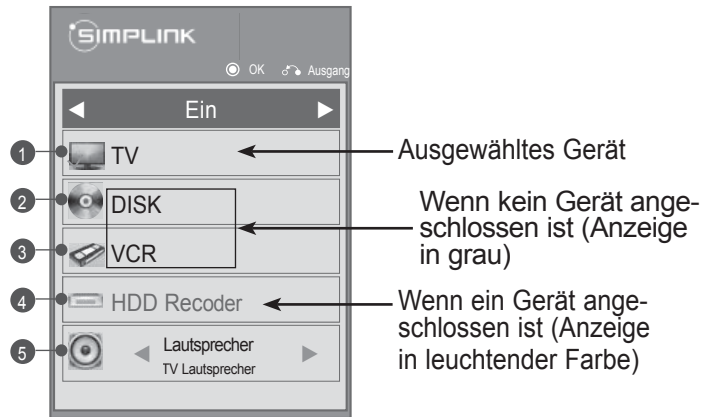 SIMPLINK
OK Ausgang
Ein
1 TV
2 DISK
3 VCR
4 HDD Recoder
5 Lautsprecher
TV Lautsprecher
Ausgewähltes Gerät
Wenn kein Gerät ange-
schlossen ist (Anzeige
in grau)
Wenn ein Gerät ange-
schlossen ist (Anzeige
in leuchtender Farbe)